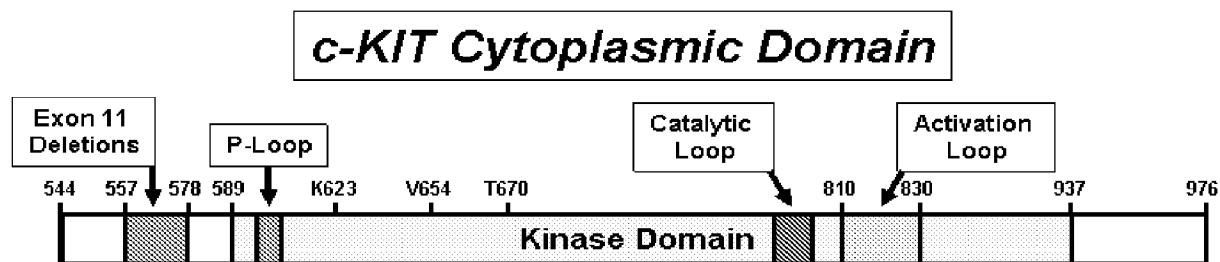 c-KIT Cytoplasmic Domain
Exon 11
Deletions
P-Loop
Catalytic
Loop
Activation
Loop
544 557 578 589 K623 V654 T670 810 830 937 976
Kinase Domain